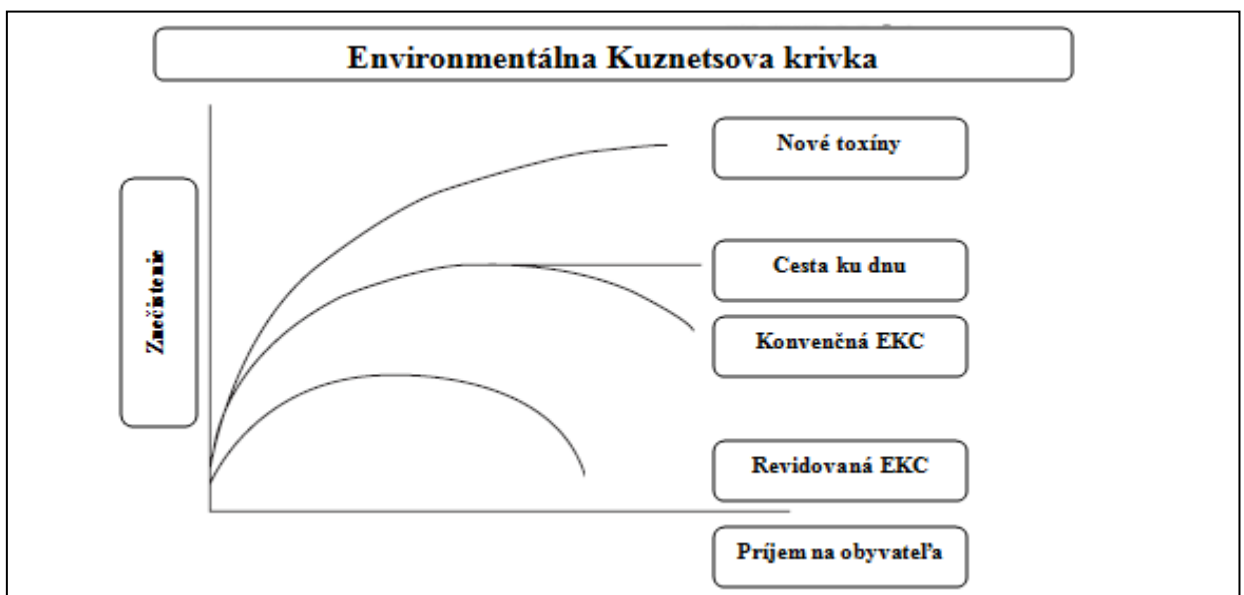 Environmentálna Kuznetsova krivka
Nové toxíny
Znečistenie
Cesta ku dnu
Konvenčná EKC
Revidovaná EKC
Príjem na obyvateľa